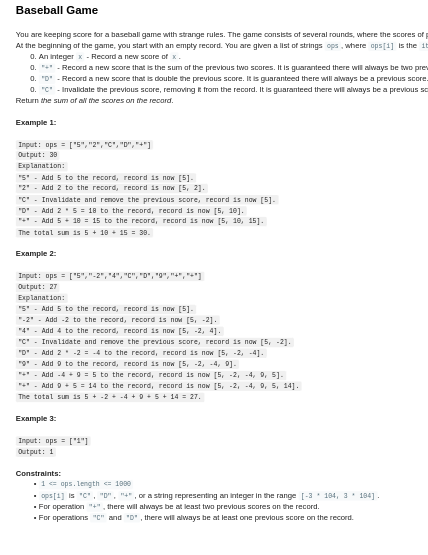 Baseball Game
You are keeping score for a baseball game with strange rules. The game consists of several rounds, where the scores of
At the beginning of the game, you start with an empty record. You are given a list of strings ops , where ops[i] is the
0. An integer x - Record a new score of x .
0. "+" - Record a new score that is the sum of the previous two scores. It is guaranteed there will always be two
0. "D" - Record a new score that is double the previous score. It is guaranteed there will always be a previous score.
0. "C" - Invalidate the previous score, removing it from the record. It is guaranteed there will always be a previous
Return the sum of all the scores on the record.
Example 1:
Input: ops = ["5","2","C","D","+"]
Output: 30
Explanation:
"5" - Add 5 to the record, record is now [5].
"2" - Add 2 to the record, record is now [5, 2].
"C" - Invalidate and remove the previous score, record is now [5].
"D" - Add 2 * 5 = 10 to the record, record is now [5, 10].
"+" - Add 5 + 10 = 15 to the record, record is now [5, 10, 15].
The total sum is 5 + 10 + 15 = 30.
Example 2:
Input: ops = ["5","-2","4","C","D","9","+","+"]
Output: 27
Explanation:
"5" - Add 5 to the record, record is now [5].
"-2" - Add -2 to the record, record is now [5, -2].
"4" - Add 4 to the record, record is now [5, -2, 4].
"C" - Invalidate and remove the previous score, record is now [5, -2].
"D" - Add 2 * -2 = -4 to the record, record is now [5, -2, -4].
"9" - Add 9 to the record, record is now [5, -2, -4, 9].
"+" - Add -4 + 9 = 5 to the record, record is now [5, -2, -4, 9, 5].
"+" - Add 9 + 5 = 14 to the record, record is now [5, -2, -4, 9, 5, 14].
The total sum is 5 + -2 + -4 + 9 + 5 + 14 = 27.
Example 3:
Input: ops = ["1"]
Output: 1
Constraints:
• 1 <= ops.length <= 1000
• ops[i] is "C" , "D" , "+" , or a string representing an integer in the range [-3 * 104, 3 * 104] .
• For operation "+" , there will always be at least two previous scores on the record.
• For operations "C" and "D" , there will always be at least one previous score on the record.